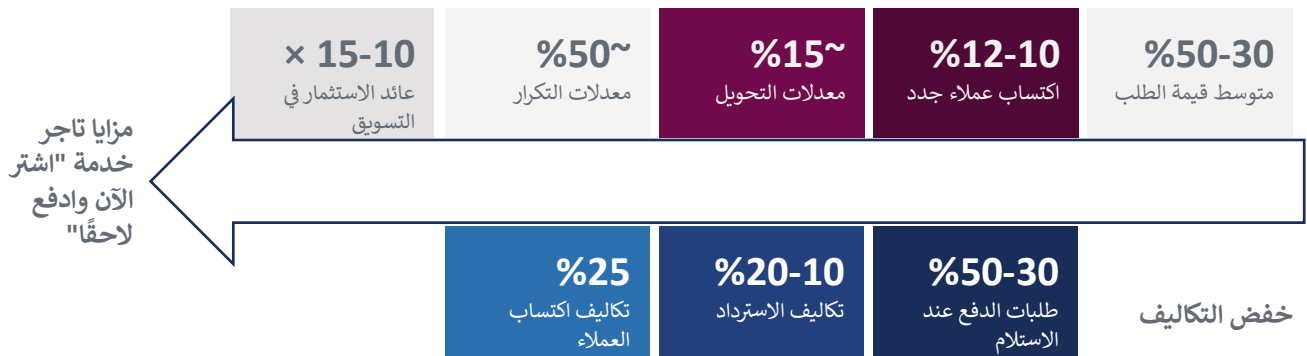 %50-30
متوسط قيمة الطلب
%12-10
اكتساب عملاء جدد
%15~
معدلات التحويل
%50~
معدلات التكرار
× 15-10
عائد الاستثمار في
التسويق
مزايا تاجر
خدمة "اشترِ
الآن وادفع
لاحقًا"
خفض التكاليف
%50-30
طلبات الدفع عند
الاستلام
%20-10
تكاليف الاسترداد
%25
تكاليف اكتساب
العملاء